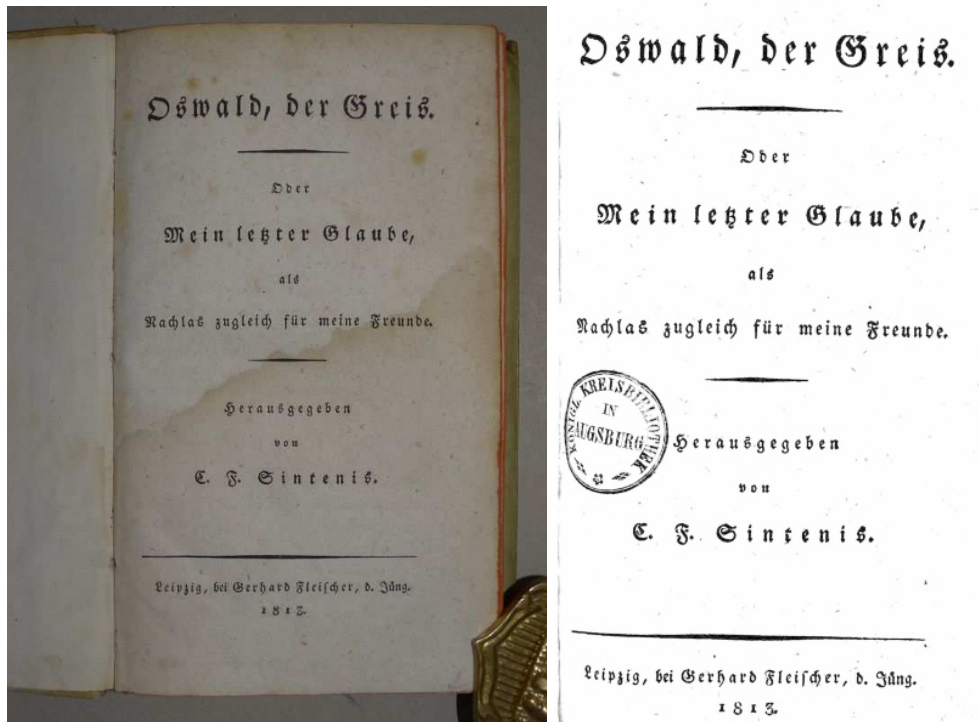 Oswald, der Greis.
Oder
Mein letzter Glaube,
als
Nachlas zugleich für meine Freunde.
Herausgegeben
von
C. F. Sintenis.
Leipzig, bei Gerhard Fleischer, d. Jüng.
1813.
Oswald, der Greis.
Oder
Mein letzter Glaube,
als
Nachlas zugleich für meine Freunde.
KÖNIGL. KREISBIBLIOTHEK
IN
AUGSBURG
Herausgegeben
von
C. F. Sintenis.
Leipzig, bei Gerhard Fleischer, d. Jüng.
1813.